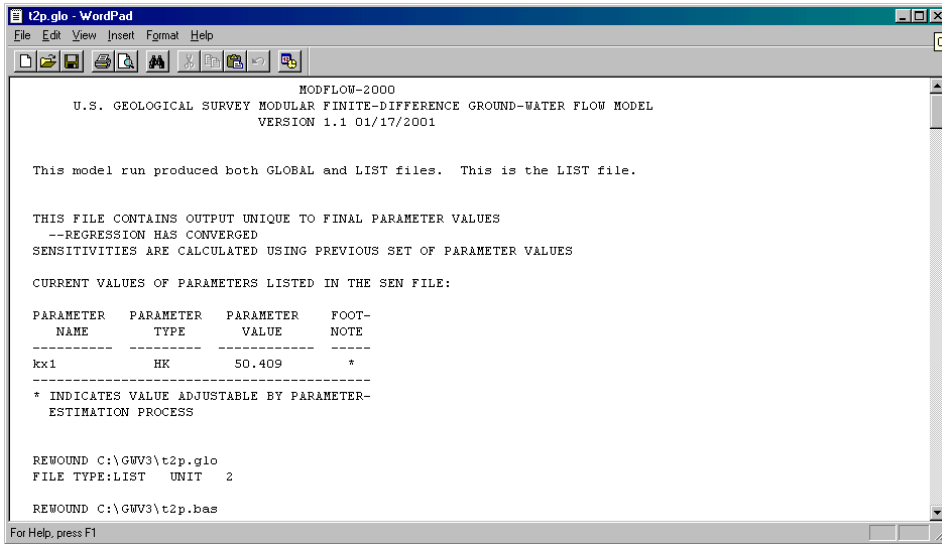 t2p.glo - WordPad
File Edit View Insert Format Help
MODFLOW-2000
U.S. GEOLOGICAL SURVEY MODULAR FINITE-DIFFERENCE GROUND-WATER FLOW MODEL
VERSION 1.1 01/17/2001
This model run produced both GLOBAL and LIST files.  This is the LIST file.
THIS FILE CONTAINS OUTPUT UNIQUE TO FINAL PARAMETER VALUES
--REGRESSION HAS CONVERGED
SENSITIVITIES ARE CALCULATED USING PREVIOUS SET OF PARAMETER VALUES
CURRENT VALUES OF PARAMETERS LISTED IN THE SEN FILE:
PARAMETER PARAMETER PARAMETER FOOT-
NAME TYPE VALUE NOTE
---------- --------- ------------ -----
kx1 HK 50.409 *
------------------------------------------
* INDICATES VALUE ADJUSTABLE BY PARAMETER-
ESTIMATION PROCESS
REWOUND C:\GWV3\t2p.glo
FILE TYPE:LIST UNIT 2
REWOUND C:\GWV3\t2p.bas
For Help, press F1